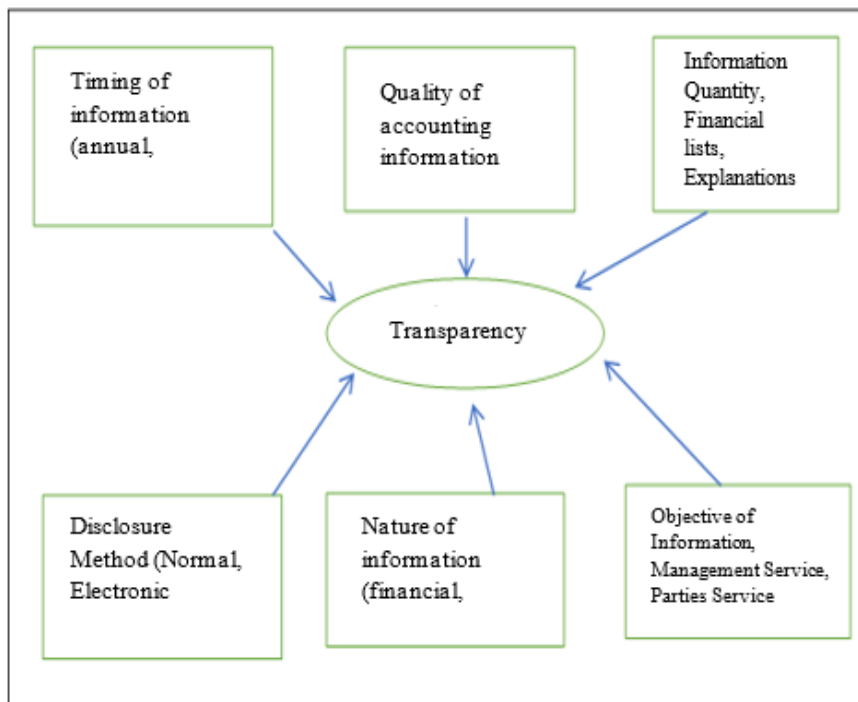 Timing of
information
(annual,
Quality of
accounting
information
Information
Quantity,
Financial
lists,
Explanations
Transparency
Disclosure
Method (Normal,
Electronic
Nature of
information
(financial,
Objective of
Information,
Management Service,
Parties Service